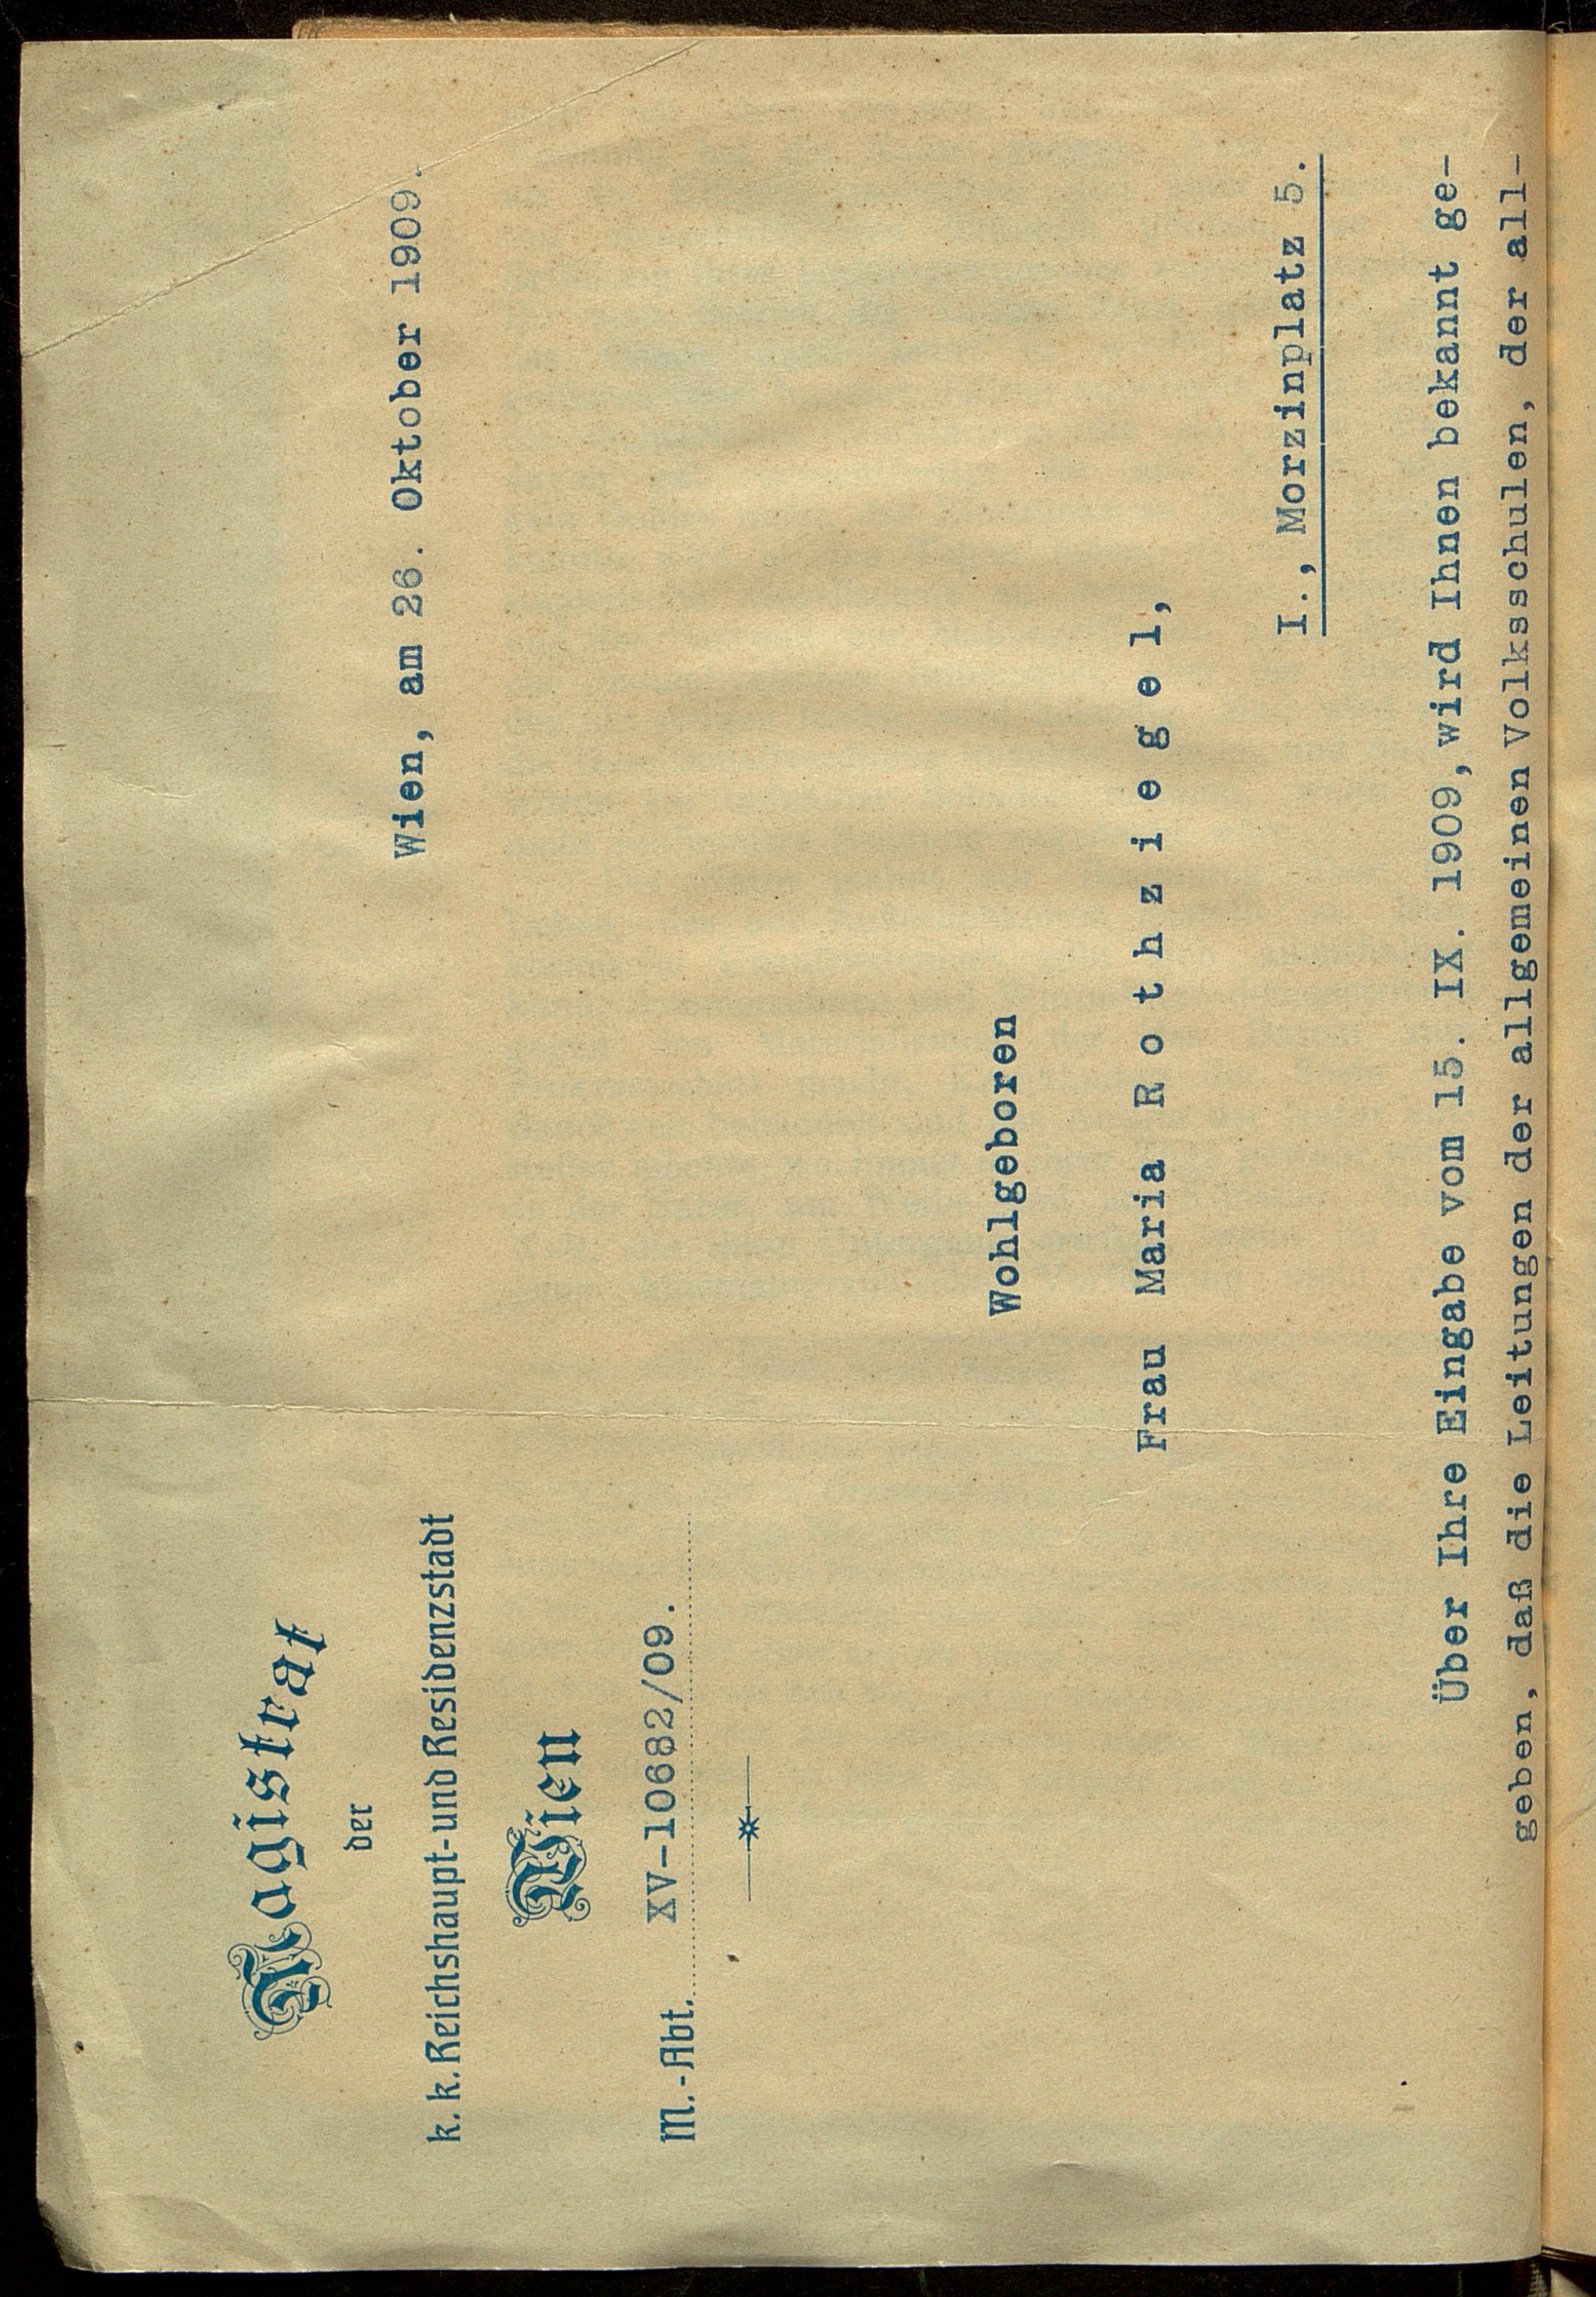 Magistrat
der
k. k. Reichshaupt- und Residenzstadt
Wien
M.-Abt. XV-10682/09.
Wien, am 26. Oktober 1909.
Wohlgeboren
Frau Maria R o t h z i e g e l,
I., Morzinplatz 5.
Über Ihre Eingabe vom 15. IX. 1909, wird Ihnen bekannt ge-
geben, daß die Leitungen der allgemeinen Volksschulen, der all-